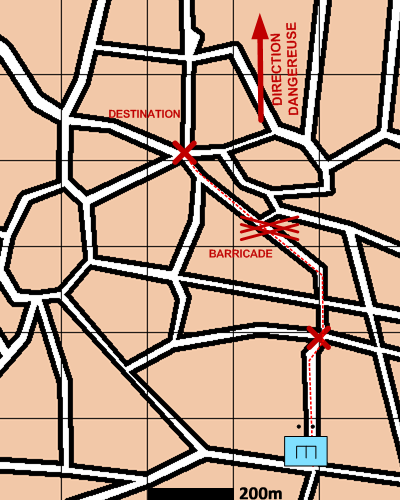 DIRECTION
DANGEREUSE
DESTINATION
BARRICADE
E
200m